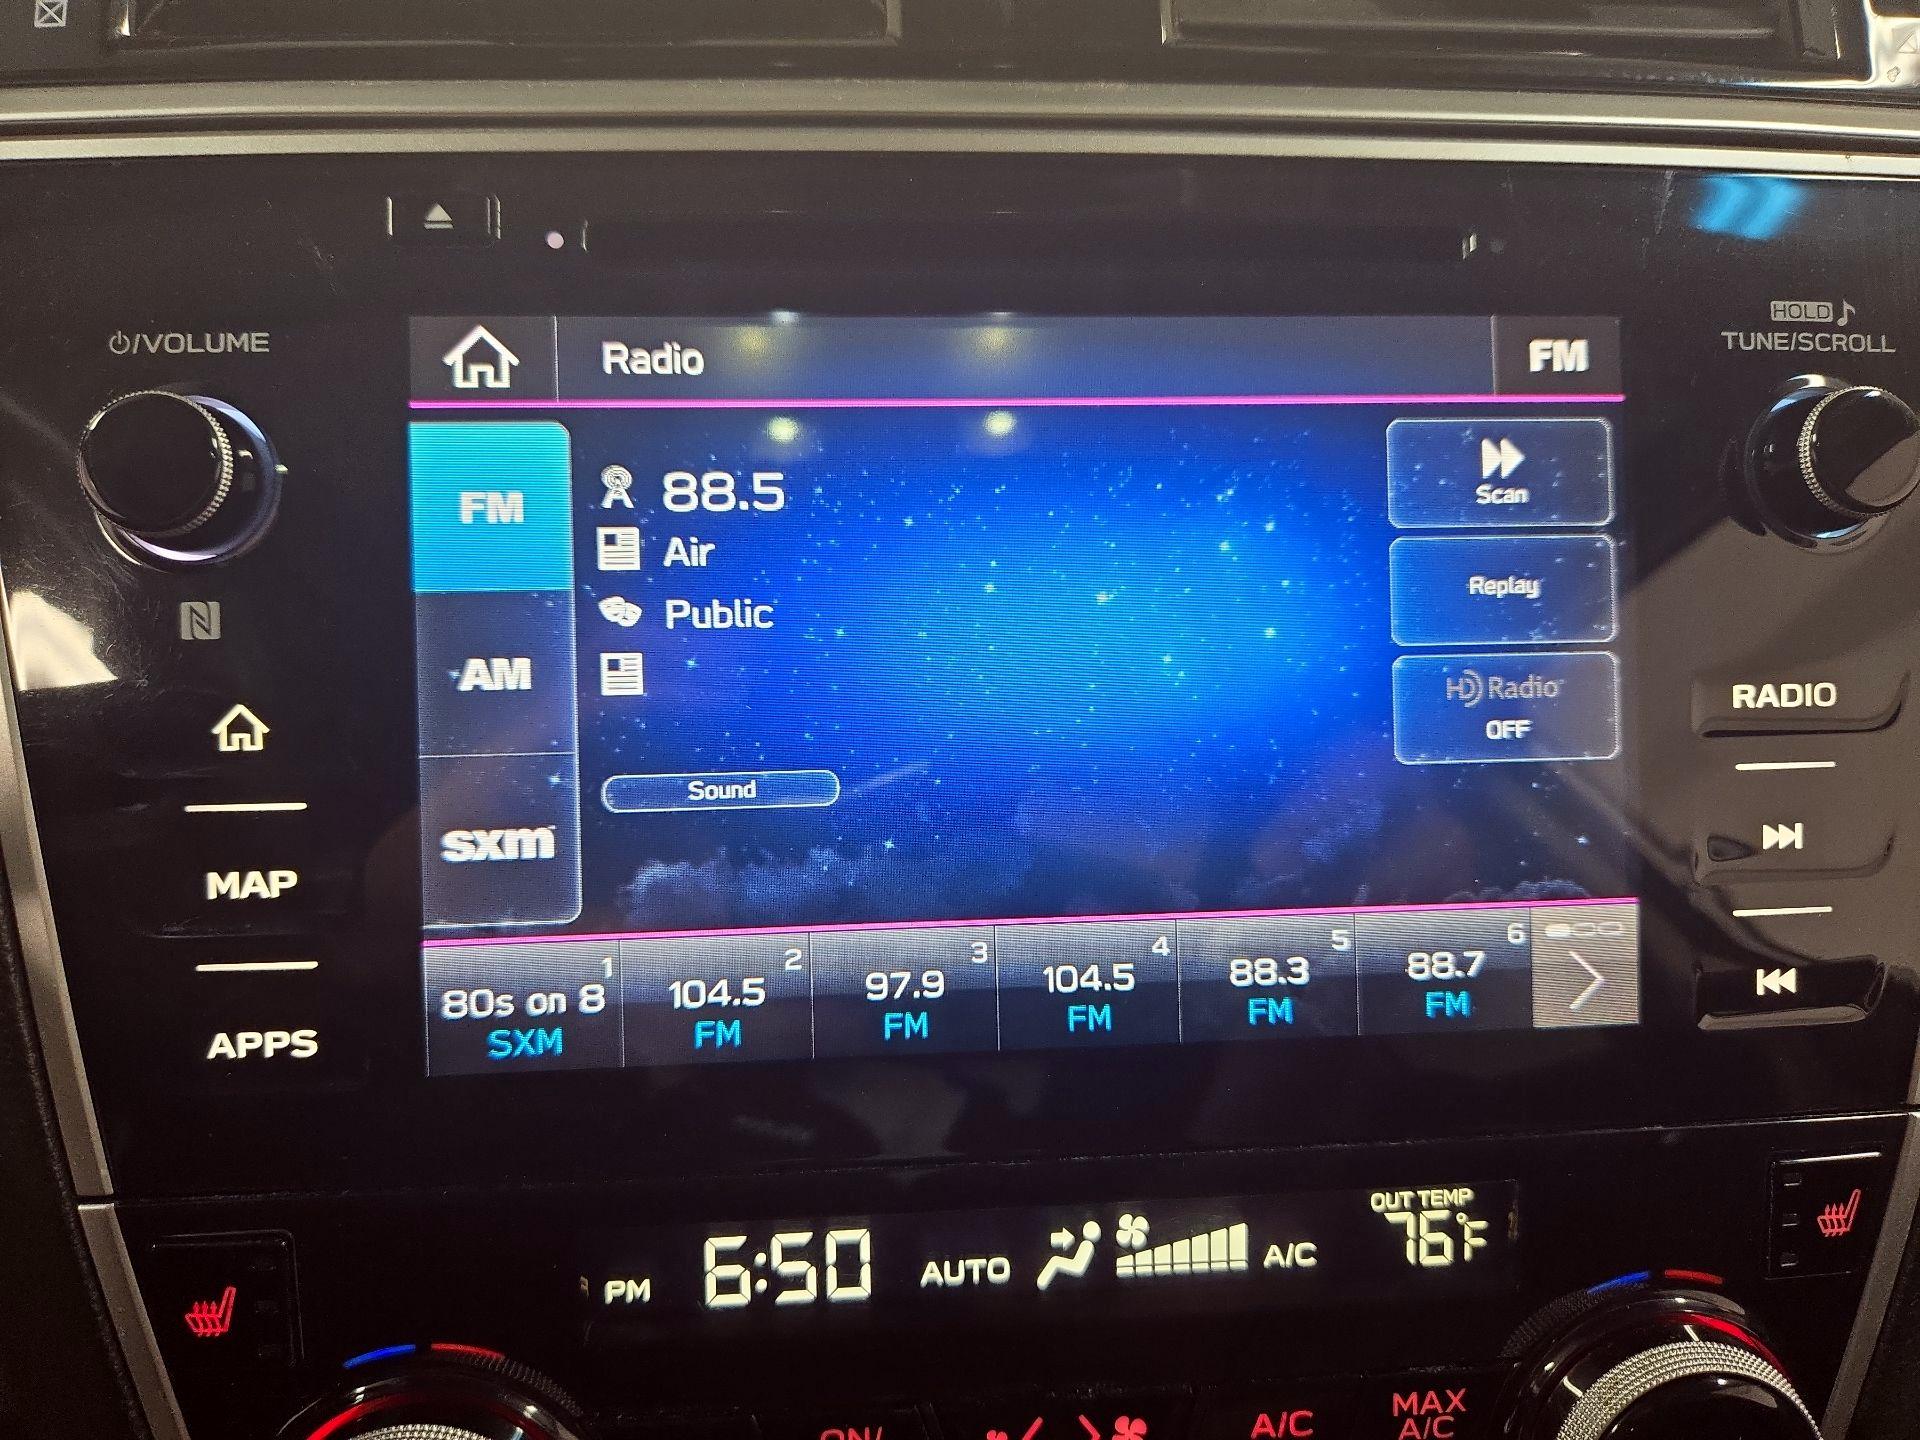 ⏻/VOLUME
HOLD ♪
TUNE/SCROLL
Radio
FM
FM
88.5
Scan
Air
Replay
Public
AM
HD Radio
OFF
RADIO
Sound
sxm
MAP
APPS
1
80s on 8
SXM
2
104.5
FM
3
97.9
FM
4
104.5
FM
5
88.3
FM
6
88.7
FM
PM 6:50 AUTO A/C
OUT TEMP
76°F
ON/
A/C
MAX
A/C